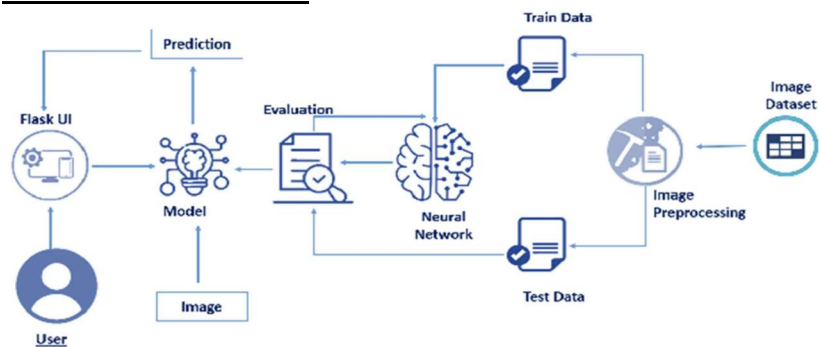 Train Data
Prediction
Image
Dataset
Evaluation
Flask UI
Model
Image
Preprocessing
Neural
Network
Image
Test Data
User